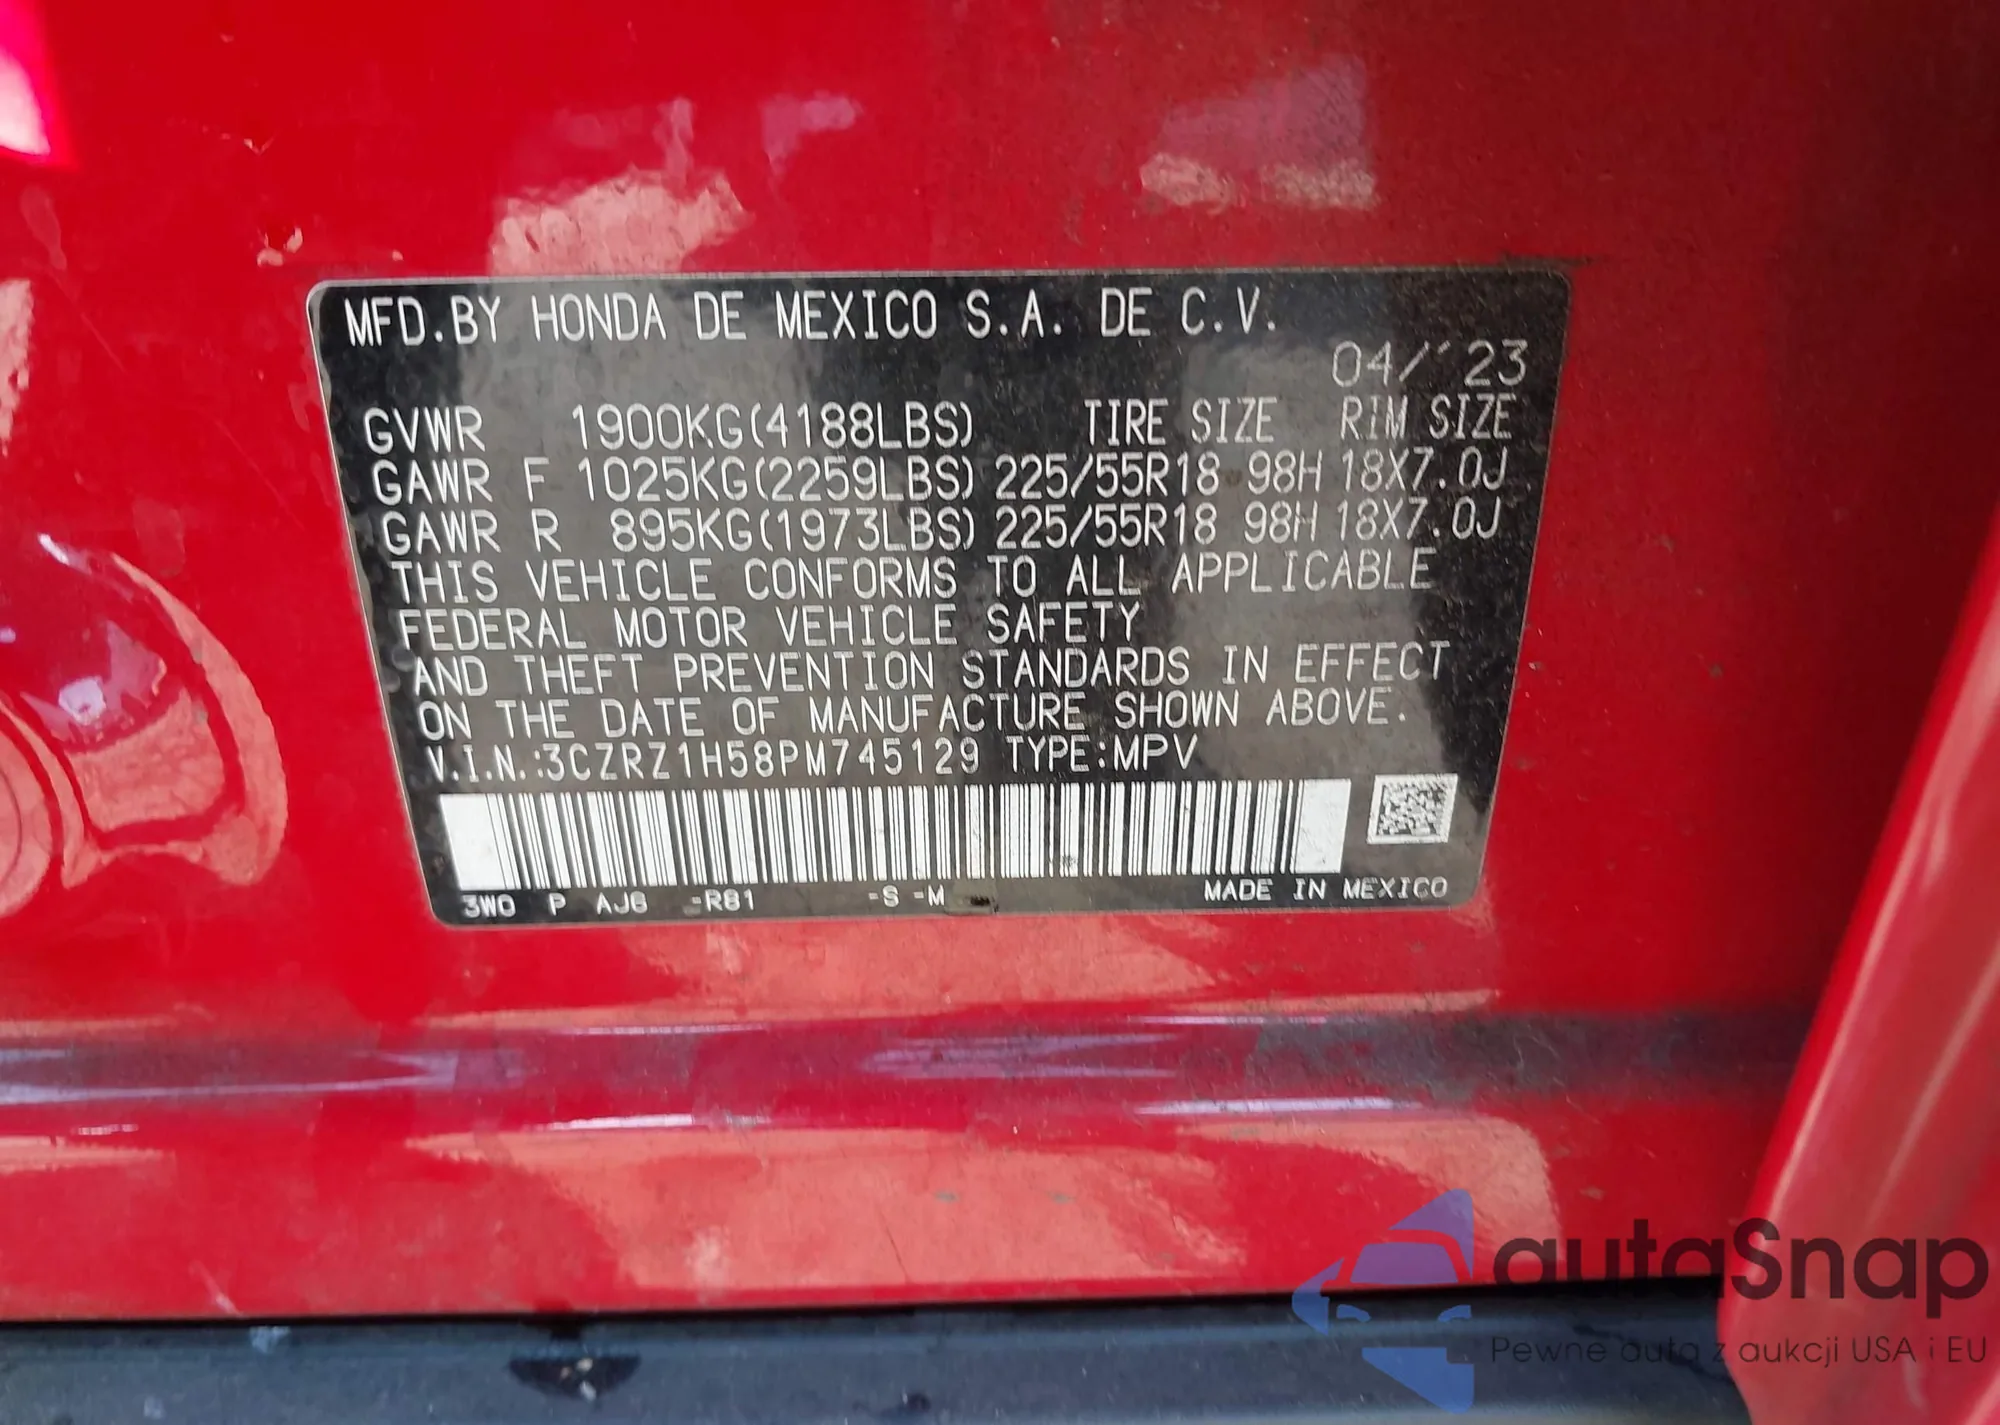 MFD.BY HONDA DE MEXICO S.A. DE C.V.
04/ 23
GVWR 1900KG(4188LBS) TIRE SIZE RIM SIZE
GAWR F 1025KG(2259LBS) 225/55R18 98H 18X7.0J
GAWR R 895KG(1973LBS) 225/55R18 98H 18X7.0J
THIS VEHICLE CONFORMS TO ALL APPLICABLE
FEDERAL MOTOR VEHICLE SAFETY
AND THEFT PREVENTION STANDARDS IN EFFECT
ON THE DATE OF MANUFACTURE SHOWN ABOVE.
V.I.N.:3CZRZ1H58PM745129 TYPE:MPV
3W0 P AJ6 -R81 -S -M MADE IN MEXICO
autaSnap
Pewne auta z aukcji USA i EU